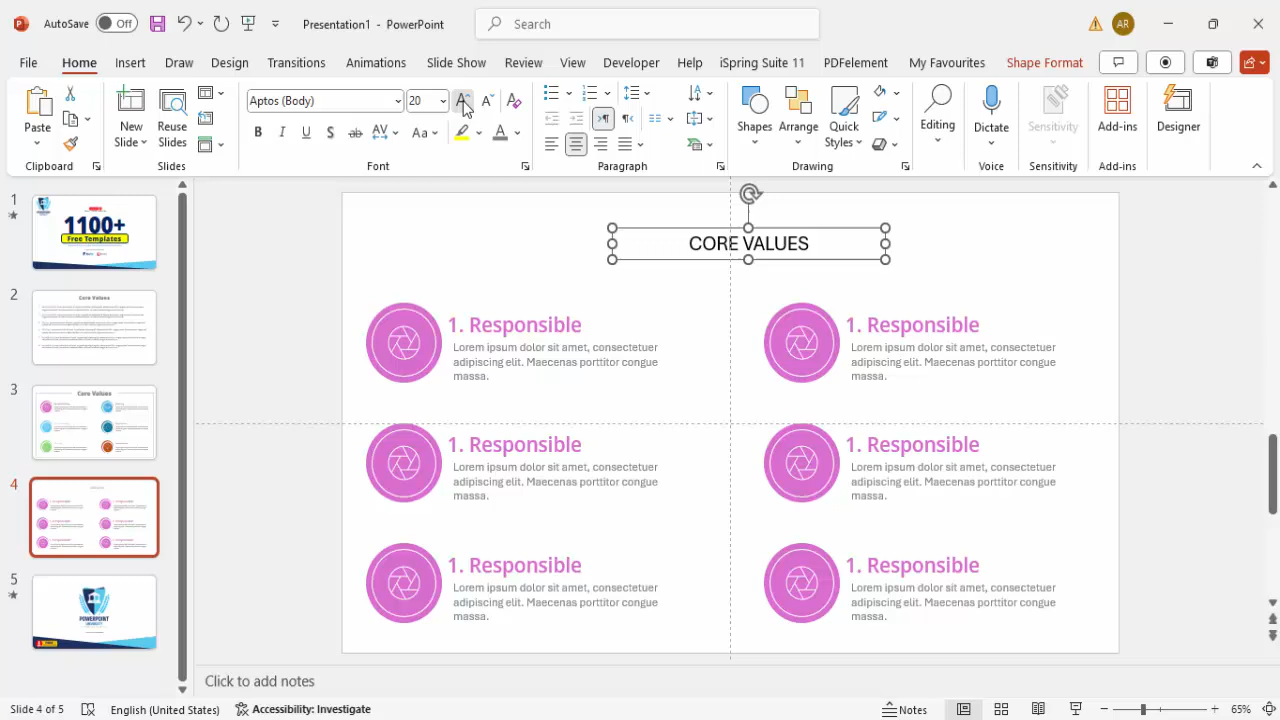 AutoSave Off Presentation1 - PowerPoint Search AR
File Home Insert Draw Design Transitions Animations Slide Show Review View Developer Help iSpring Suite 11 PDFelement My Favourites Shape Format
Aptos (Body) 20
Paste New Slide Reuse Slides Shapes Arrange Quick Styles Editing Dictate Sensitivity Add-ins Designer
Clipboard Slides Font Paragraph Drawing Voice Sensitivity Add-ins
1
1100+
Free Templates
2
Core Values
3
Core Values
4
5
POWERPOINT
UNIVERSITY
CORE VALUES
1. Responsible
Lorem ipsum dolor sit amet, consectetuer
adipiscing elit. Maecenas porttitor congue
massa.
1. Responsible
Lorem ipsum dolor sit amet, consectetuer
adipiscing elit. Maecenas porttitor congue
massa.
1. Responsible
Lorem ipsum dolor sit amet, consectetuer
adipiscing elit. Maecenas porttitor congue
massa.
1. Responsible
Lorem ipsum dolor sit amet, consectetuer
adipiscing elit. Maecenas porttitor congue
massa.
1. Responsible
Lorem ipsum dolor sit amet, consectetuer
adipiscing elit. Maecenas porttitor congue
massa.
1. Responsible
Lorem ipsum dolor sit amet, consectetuer
adipiscing elit. Maecenas porttitor congue
massa.
Click to add notes
Slide 4 of 5 English (United States) Accessibility: Investigate Notes 65%